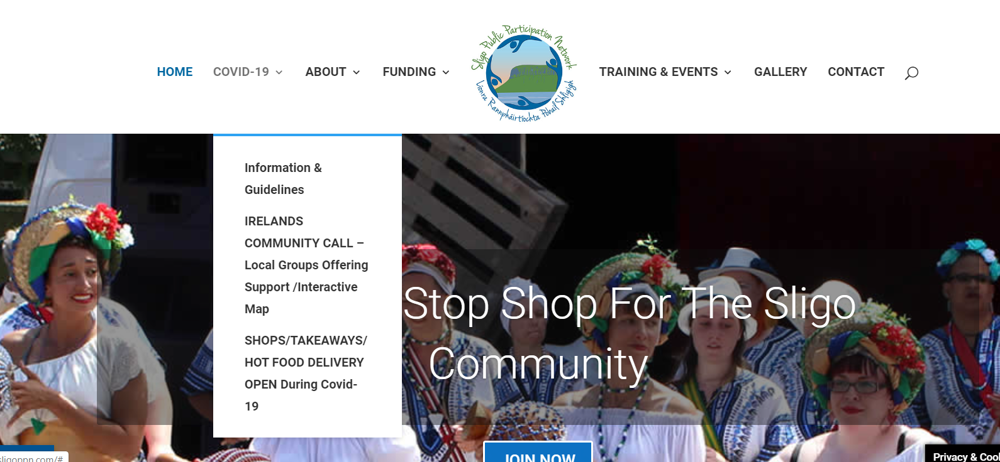 HOME
COVID-19
ABOUT
FUNDING
Sligo Public Participation Network
Líonra Rannpháirtíochta Pobail Shligigh
TRAINING & EVENTS
GALLERY
CONTACT
Information &
Guidelines
IRELANDS
COMMUNITY CALL –
Local Groups Offering
Support /Interactive
Map
SHOPS/TAKEAWAYS/
HOT FOOD DELIVERY
OPEN During Covid-
19
Stop Shop For The Sligo
Community
JOIN NOW
sligoppn.com/#
Privacy &